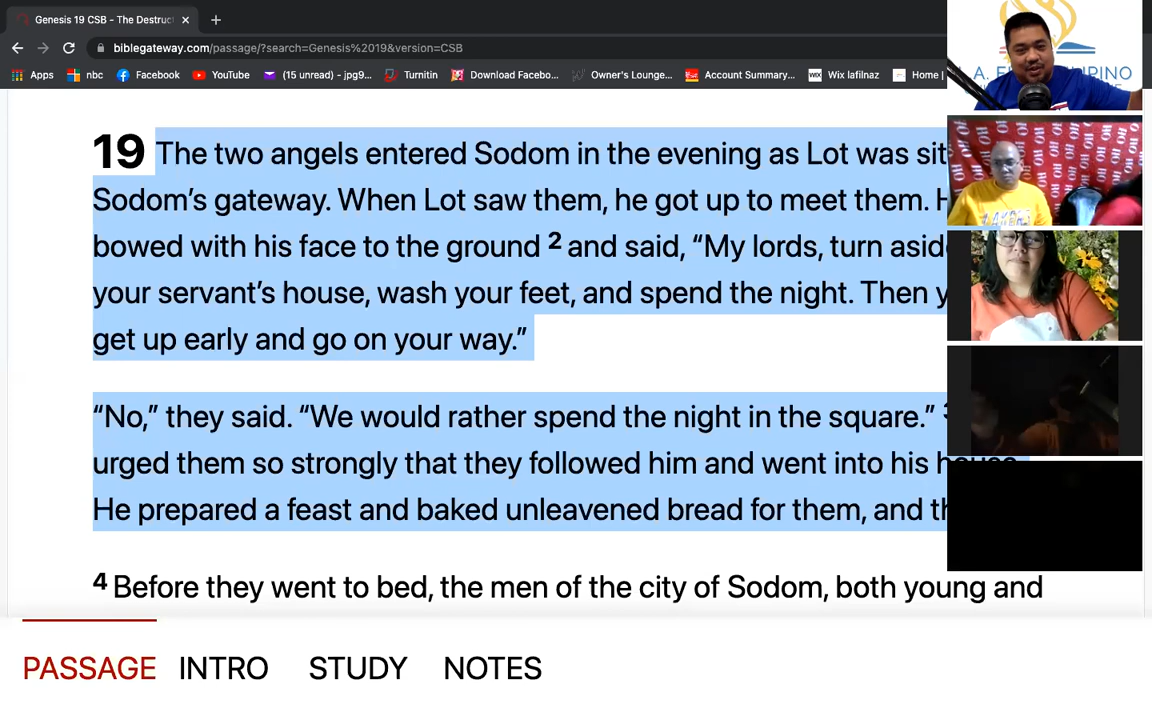 Genesis 19 CSB - The Destruct
biblegateway.com/passage/?search=Genesis%2019&version=CSB
Apps nbc Facebook YouTube (15 unread) - jpg9... Turnitin Download Facebo... Owner's Lounge... Account Summary... Wix lafilnaz Home |
19 The two angels entered Sodom in the evening as Lot was sit
Sodom’s gateway. When Lot saw them, he got up to meet them. H
bowed with his face to the ground 2 and said, “My lords, turn aside
your servant’s house, wash your feet, and spend the night. Then y
get up early and go on your way.”
“No,” they said. “We would rather spend the night in the square.”
urged them so strongly that they followed him and went into his house.
He prepared a feast and baked unleavened bread for them, and th
4 Before they went to bed, the men of the city of Sodom, both young and
PASSAGE INTRO STUDY NOTES